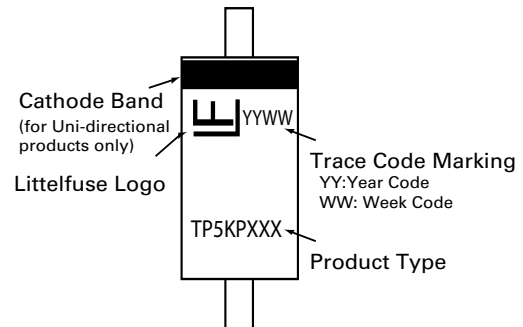 Cathode Band
(for Uni-directional
products only)
Littelfuse Logo
YYWW
Trace Code Marking
YY:Year Code
WW: Week Code
TP5KPXXX
Product Type